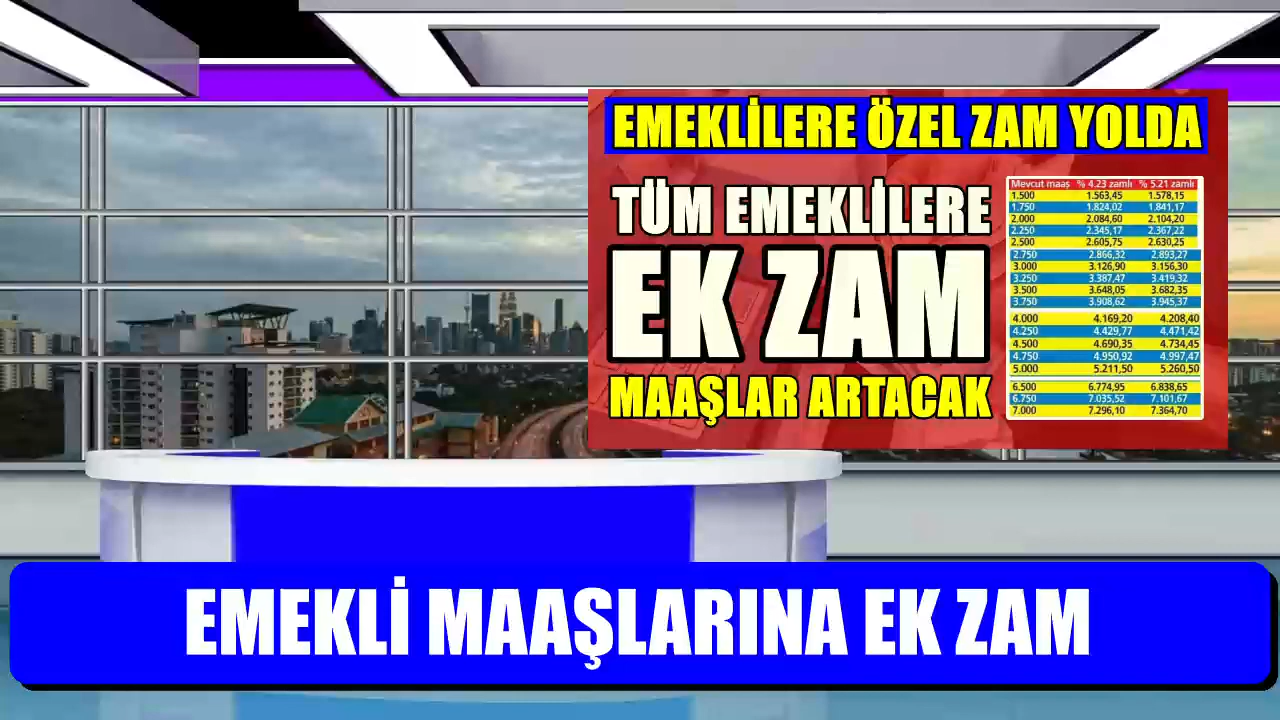 EMEKLİLERE ÖZEL ZAM YOLDA
TÜM EMEKLİLERE
EK ZAM
MAAŞLAR ARTACAK
Mevcut maaş % 4.23 zamlı % 5.21 zamlı
1.500 1.563,45 1.578,15
1.750 1.824,02 1.841,17
2.000 2.084,60 2.104,20
2.250 2.345,17 2.367,22
2.500 2.605,75 2.630,25
2.750 2.866,32 2.893,27
3.000 3.126,90 3.156,30
3.250 3.387,47 3.419,32
3.500 3.648,05 3.682,35
3.750 3.908,62 3.945,37
4.000 4.169,20 4.208,40
4.250 4.429,77 4.471,42
4.500 4.690,35 4.734,45
4.750 4.950,92 4.997,47
5.000 5.211,50 5.260,50
6.500 6.774,95 6.838,65
6.750 7.035,52 7.101,67
7.000 7.296,10 7.364,70
EMEKLİ MAAŞLARINA EK ZAM